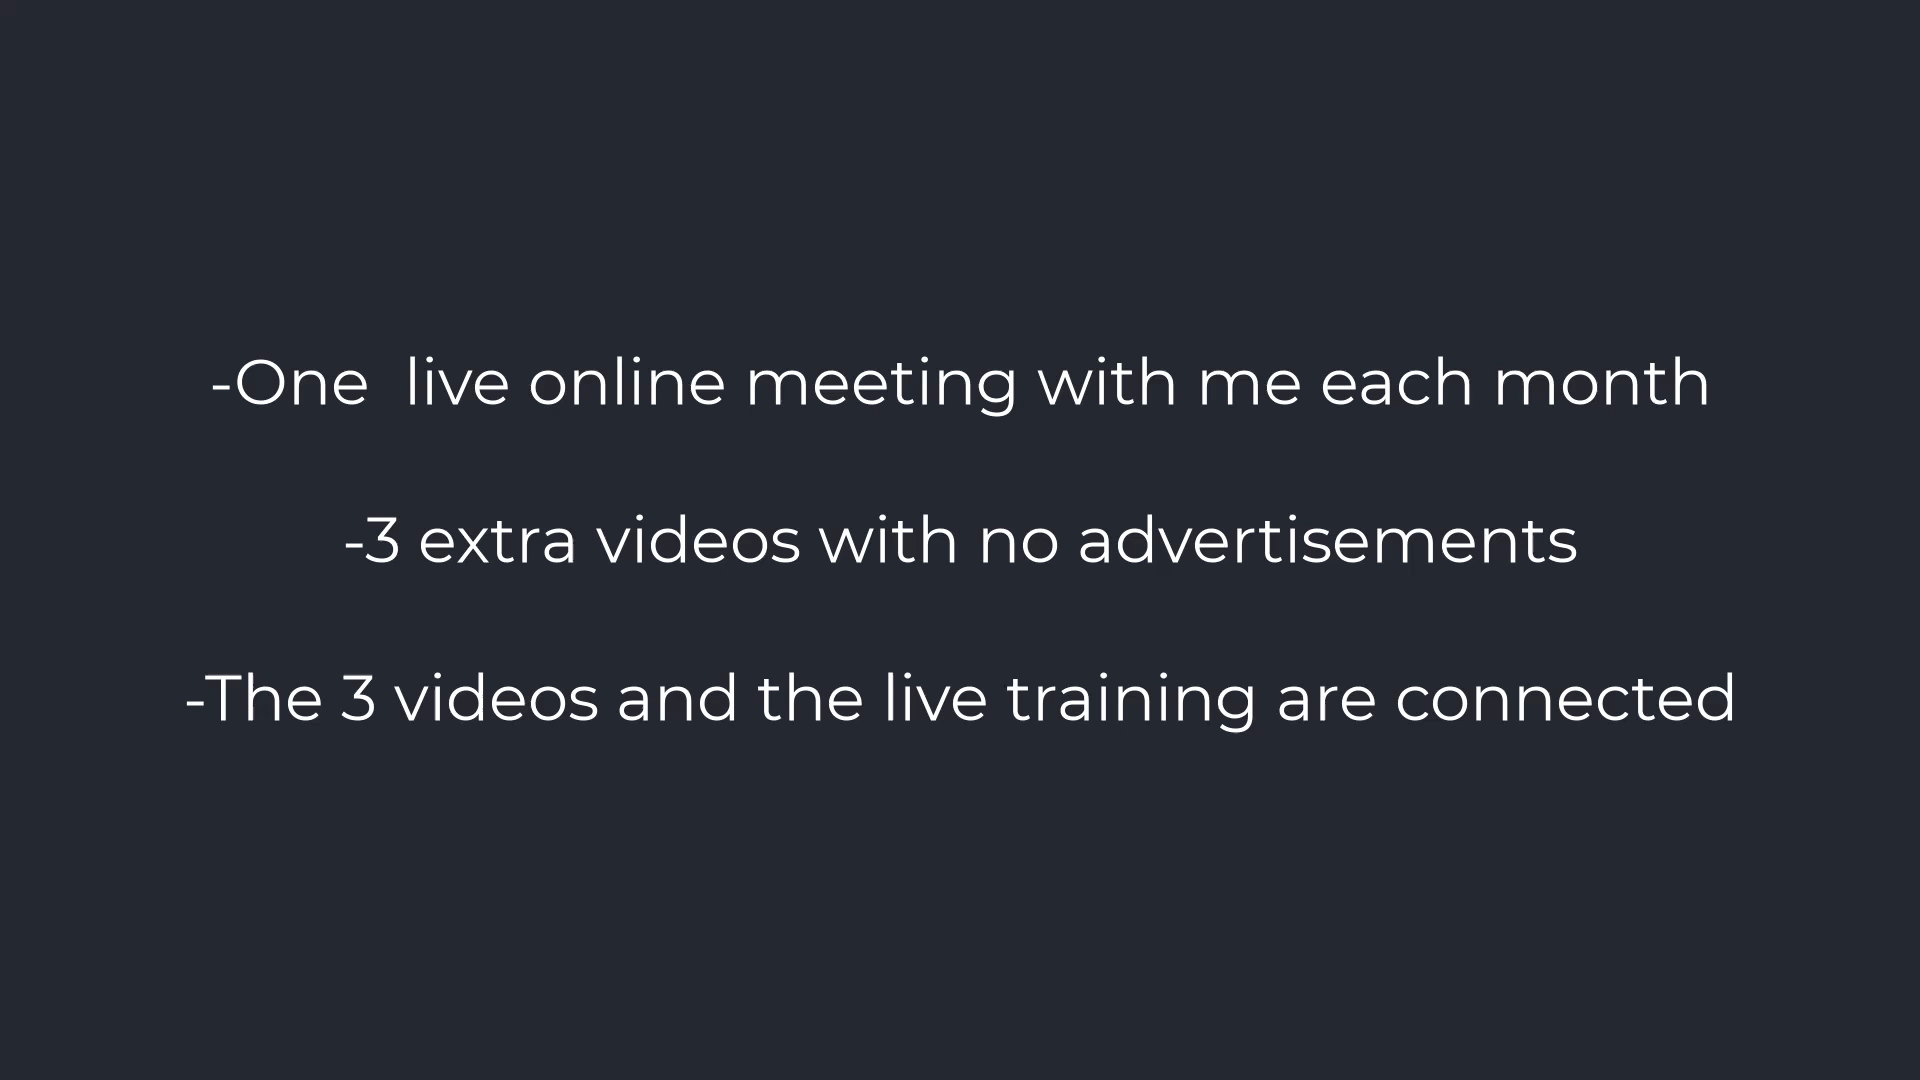 -One  live online meeting with me each month
-3 extra videos with no advertisements
-The 3 videos and the live training are connected